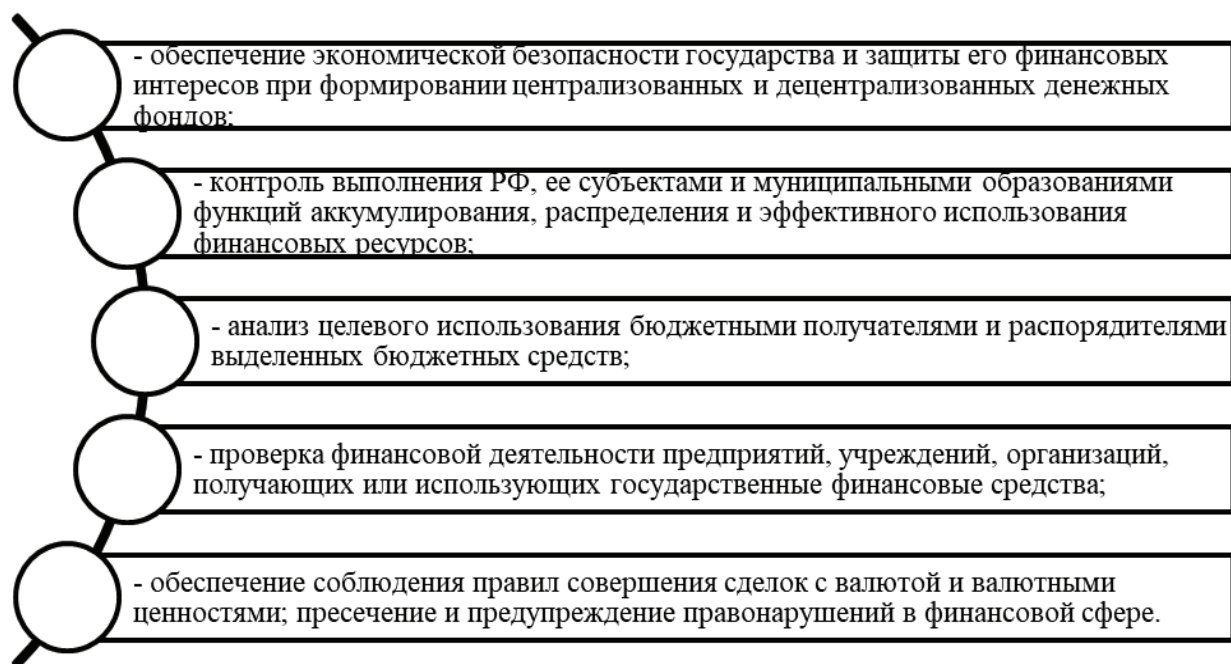 - обеспечение экономической безопасности государства и защиты его финансовых
интересов при формировании централизованных и децентрализованных денежных
фондов;
- контроль выполнения РФ, ее субъектами и муниципальными образованиями
функций аккумулирования, распределения и эффективного использования
финансовых ресурсов;
- анализ целевого использования бюджетными получателями и распорядителями
выделенных бюджетных средств;
- проверка финансовой деятельности предприятий, учреждений, организаций,
получающих или использующих государственные финансовые средства;
- обеспечение соблюдения правил совершения сделок с валютой и валютными
ценностями; пресечение и предупреждение правонарушений в финансовой сфере.